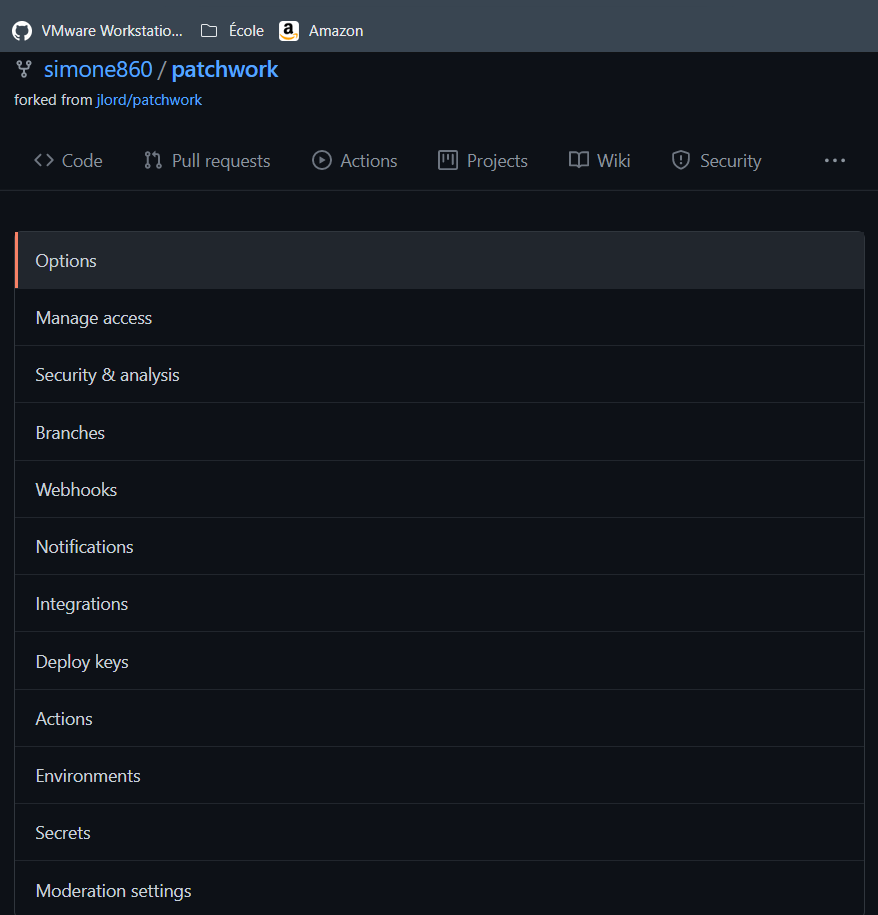 VMware Workstatio... École Amazon
simone860 / patchwork
forked from jlord/patchwork
Code Pull requests Actions Projects Wiki Security ...
Options
Manage access
Security & analysis
Branches
Webhooks
Notifications
Integrations
Deploy keys
Actions
Environments
Secrets
Moderation settings